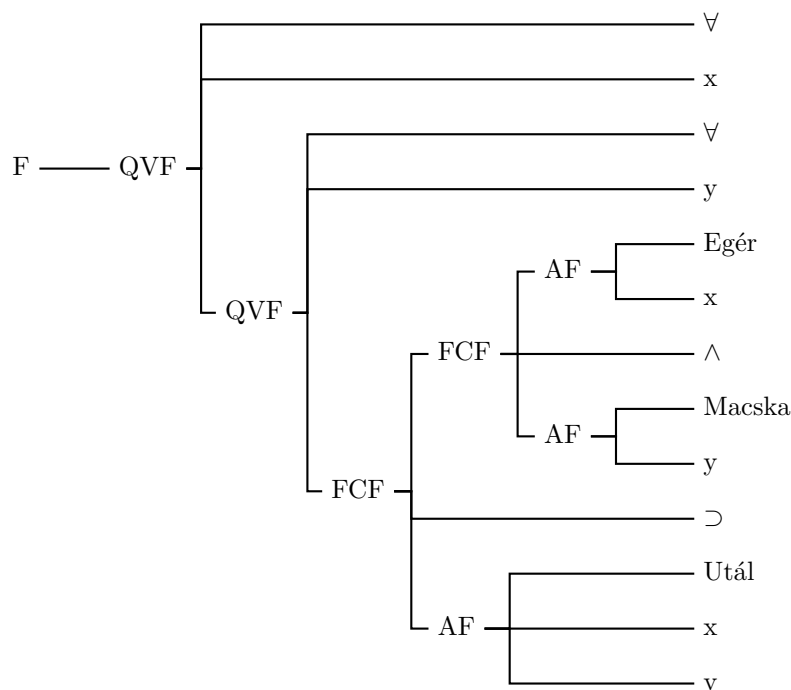 ∀
x
∀
F QVF
y
Egér
AF
x
QVF
FCF ∧
Macska
AF
y
FCF
⊃
Utál
AF x
y